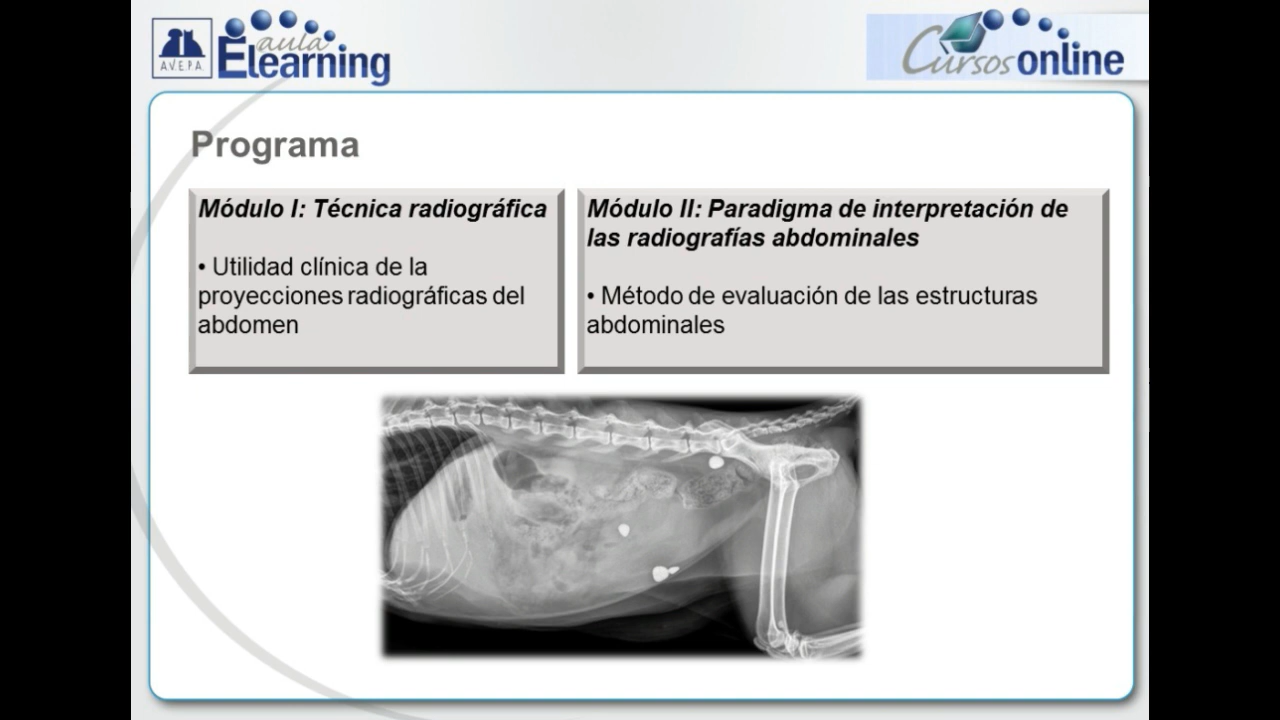 A.V.E.P.A.
aula
Elearning
Cursos online
Programa
Módulo I: Técnica radiográfica
• Utilidad clínica de la
proyecciones radiográficas del
abdomen
Módulo II: Paradigma de interpretación de
las radiografías abdominales
• Método de evaluación de las estructuras
abdominales